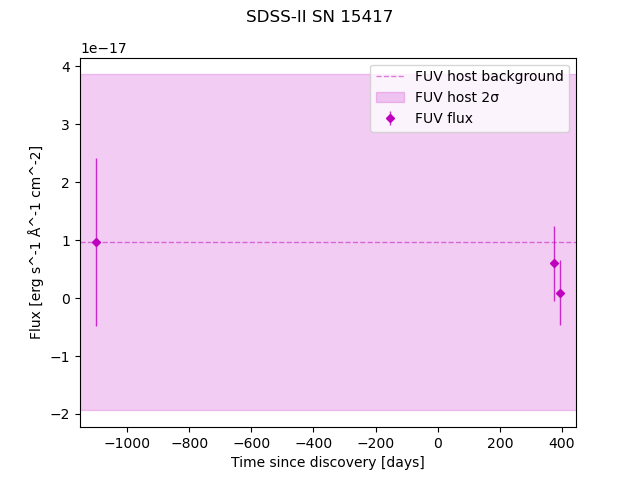 SDSS-II SN 15417
1e−17
FUV host background
FUV host 2σ
FUV flux
4
3
2
1
0
−1
−2
Flux [erg s^-1 Å^-1 cm^-2]
−1000 −800 −600 −400 −200 0 200 400
Time since discovery [days]